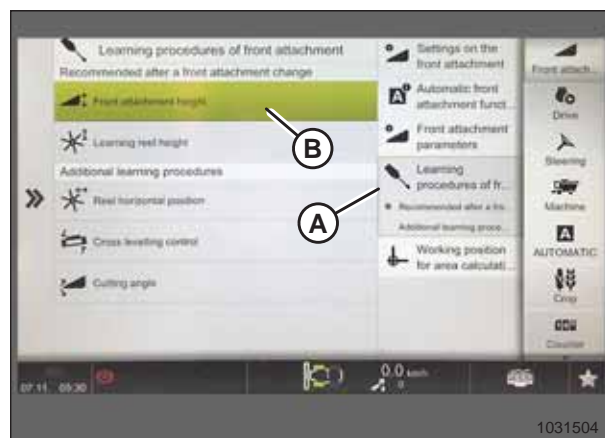 Learning procedures of front attachment
Recommended after a front attachment change
Front attachment height
Learning reel height
Additional learning procedures
Reel horizontal position
Cross levelling control
Cutting angle
Settings on the
front attachment
Automatic front
attachment funct...
Front attachment
parameters
Learning
procedures of fr...
Recommended after a fro...
Additional learning proce...
Working position
for area calculati...
Front attach...
Drive
Steering
Machine
A
AUTOMATIC
Crop
Counter
B
A
07.11. 05:30
0.0 km/h
0
1031504